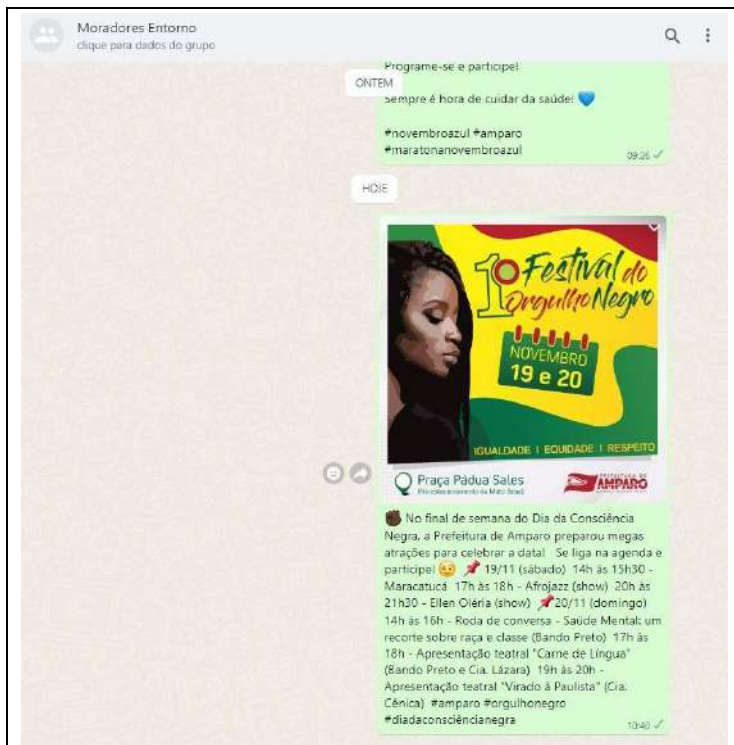 Moradores Entorno
clique para dados do grupo
Programe-se e participe!
ONTEM
Sempre é hora de cuidar da saúde! 💙
#novembroazul #amparo
#maratonanovembroazul
09:26
HOJE
1º Festival do
Orgulho Negro
NOVEMBRO
19 e 20
IGUALDADE | EQUIDADE | RESPEITO
Praça Pádua Sales
PREFEITURA DE
AMPARO
✊🏿 No final de semana do Dia da Consciência
Negra, a Prefeitura de Amparo preparou megas
atrações para celebrar a data! Se liga na agenda e
participe! 😉 📌 19/11 (sábado) 14h às 15h30 -
Maracatucá 17h às 18h - Afrojazz (show) 20h às
21h30 - Ellen Oléria (show) 📌 20/11 (domingo)
14h às 16h - Roda de conversa - Saúde Mental: um
recorte sobre raça e classe (Bando Preto) 17h às
18h - Apresentação teatral "Carne de Língua"
(Bando Preto e Cia. Lázara) 19h às 20h -
Apresentação teatral "Virado à Paulista" (Cia.
Cênica) #amparo #orgulhonegro
#diadaconsciêncianegra
10:40